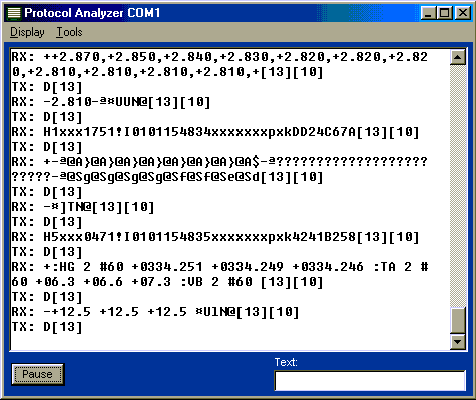 Protocol Analyzer COM1
Display Tools
RX: ++2.870,+2.850,+2.840,+2.830,+2.820,+2.820,+2.82
0,+2.810,+2.810,+2.810,+2.810,+[13][10]
TX: D[13]
RX: -2.810-ª¤UUN@[13][10]
TX: D[13]
RX: H1xxx1751!I0101154834xxxxxxxpxkDD24C67A[13][10]
TX: D[13]
RX: +-ª@A}@A}@A}@A}@A}@A}@A}@A$-ª????????????????????
?????-ª@Sg@Sg@Sg@Sg@Sf@Sf@Se@Sd[13][10]
TX: D[13]
RX: -¤]TN@[13][10]
TX: D[13]
RX: H5xxx0471!I0101154835xxxxxxxpxk4241B258[13][10]
TX: D[13]
RX: +:HG 2 #60 +0334.251 +0334.249 +0334.246 :TA 2 #
60 +06.3 +06.6 +07.3 :VB 2 #60 [13][10]
TX: D[13]
RX: -+12.5 +12.5 +12.5 ¤UlN@[13][10]
TX: D[13]
Text:
Pause